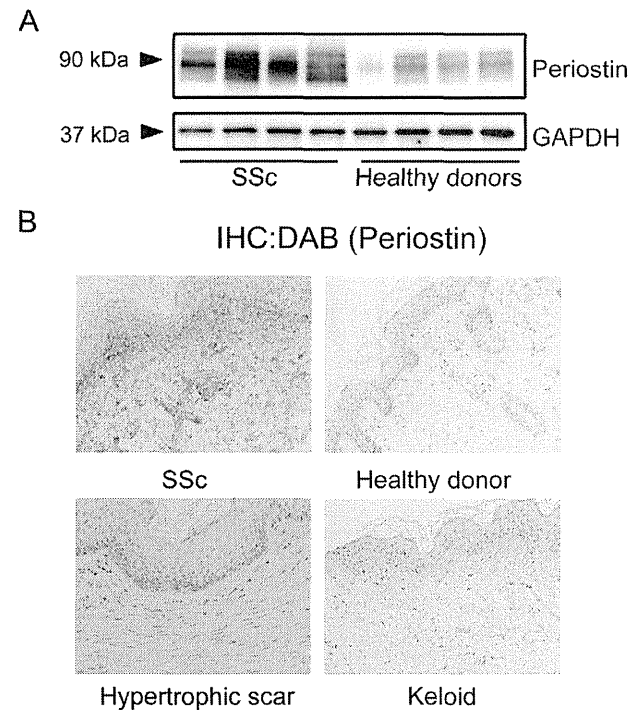 A
90 kDa
Periostin
37 kDa
GAPDH
SSc Healthy donors
B
IHC:DAB (Periostin)
SSc Healthy donor
Hypertrophic scar Keloid